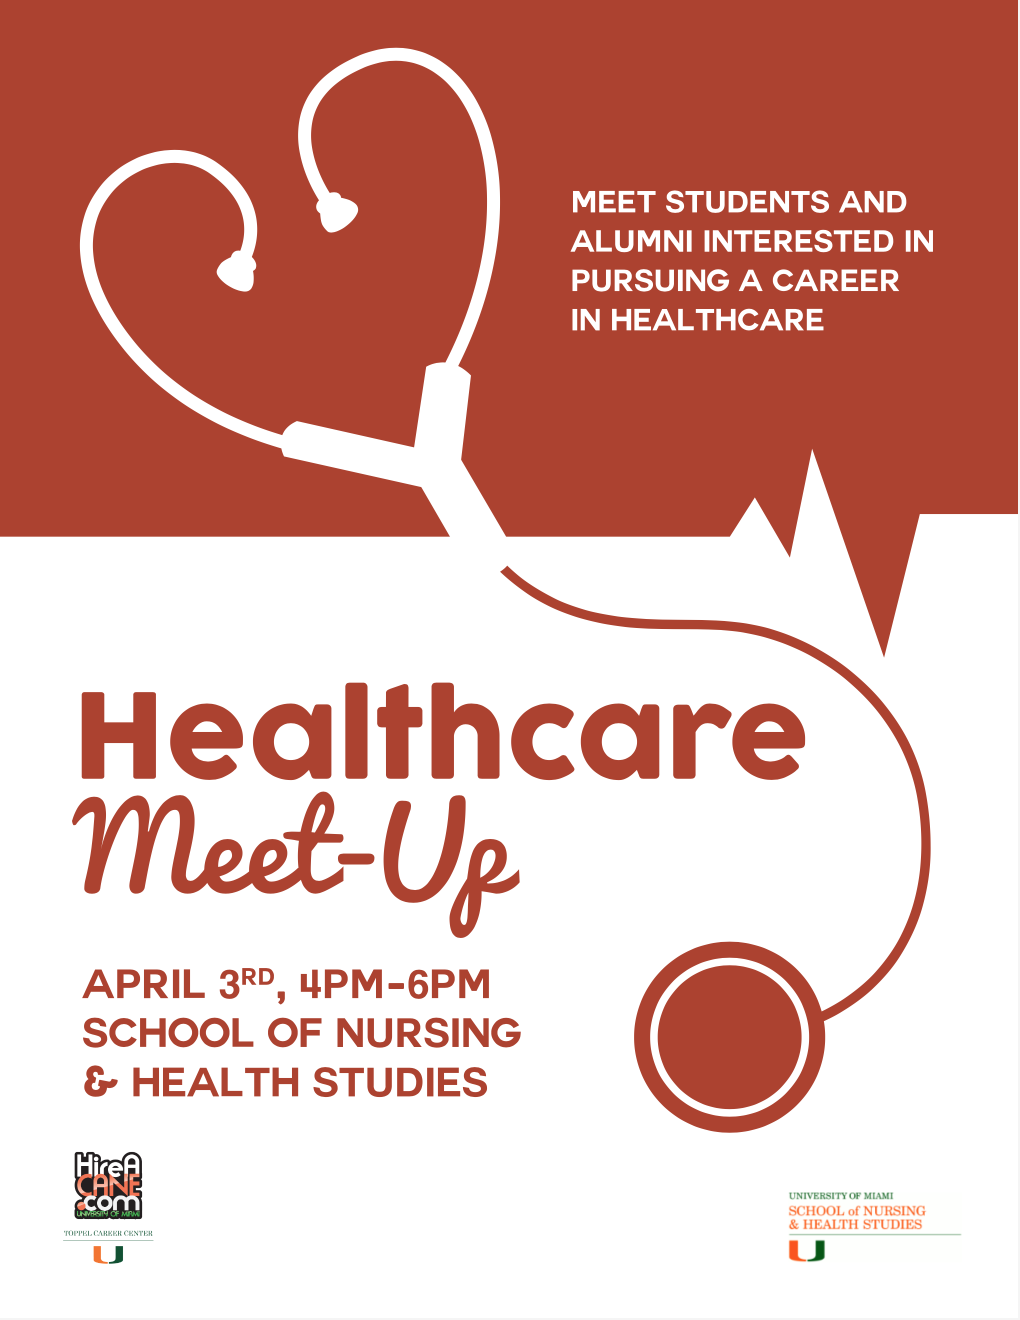 MEET STUDENTS AND
ALUMNI INTERESTED IN
PURSUING A CAREER
IN HEALTHCARE
Healthcare
Meet-Up
APRIL 3RD, 4PM-6PM
SCHOOL OF NURSING
& HEALTH STUDIES
HireA
CANE
.com
UNIVERSITY OF MIAMI
TOPPEL CAREER CENTER
UNIVERSITY OF MIAMI
SCHOOL of NURSING
& HEALTH STUDIES